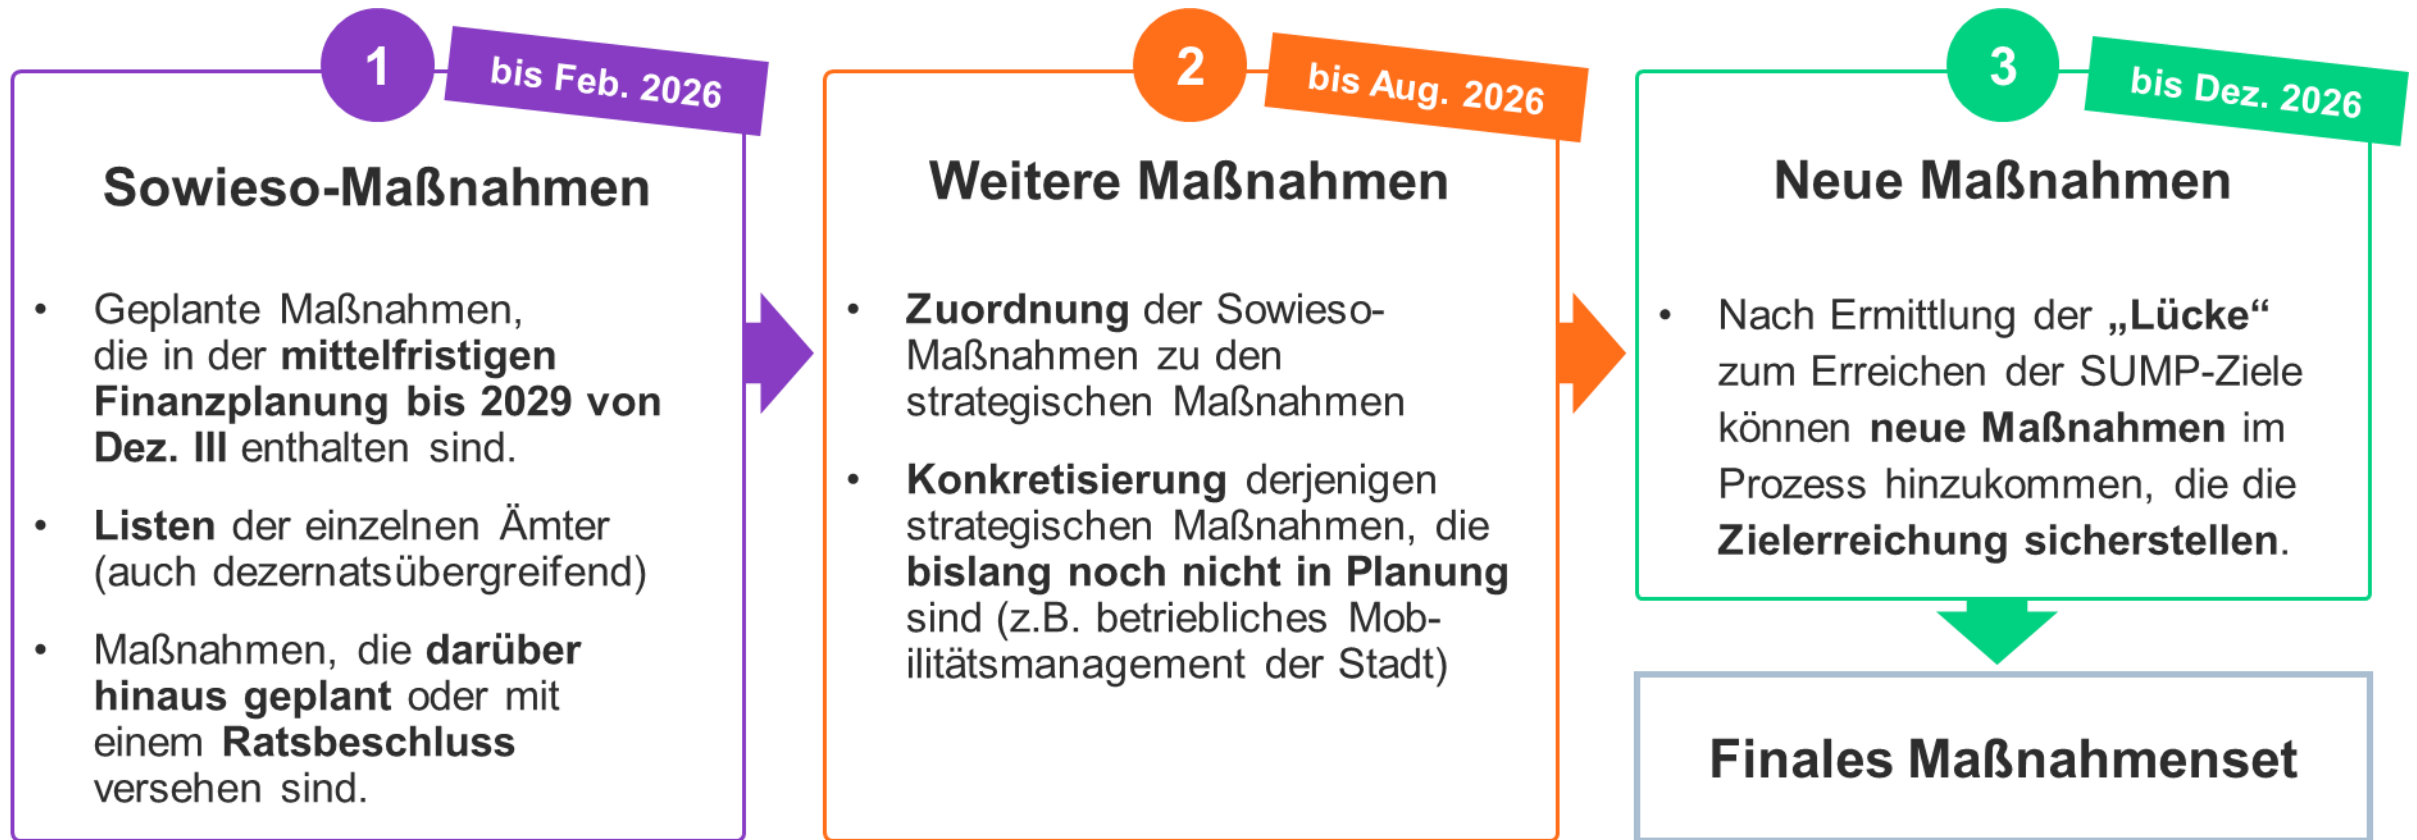 1
bis Feb. 2026
Sowieso-Maßnahmen
• Geplante Maßnahmen,
die in der mittelfristigen
Finanzplanung bis 2029 von
Dez. III enthalten sind.
• Listen der einzelnen Ämter
(auch dezernatsübergreifend)
• Maßnahmen, die darüber
hinaus geplant oder mit
einem Ratsbeschluss
versehen sind.
2
bis Aug. 2026
Weitere Maßnahmen
• Zuordnung der Sowieso-
Maßnahmen zu den
strategischen Maßnahmen
• Konkretisierung derjenigen
strategischen Maßnahmen, die
bislang noch nicht in Planung
sind (z.B. betriebliches Mob-
ilitätsmanagement der Stadt)
3
bis Dez. 2026
Neue Maßnahmen
• Nach Ermittlung der „Lücke“
zum Erreichen der SUMP-Ziele
können neue Maßnahmen im
Prozess hinzukommen, die die
Zielerreichung sicherstellen.
Finales Maßnahmenset